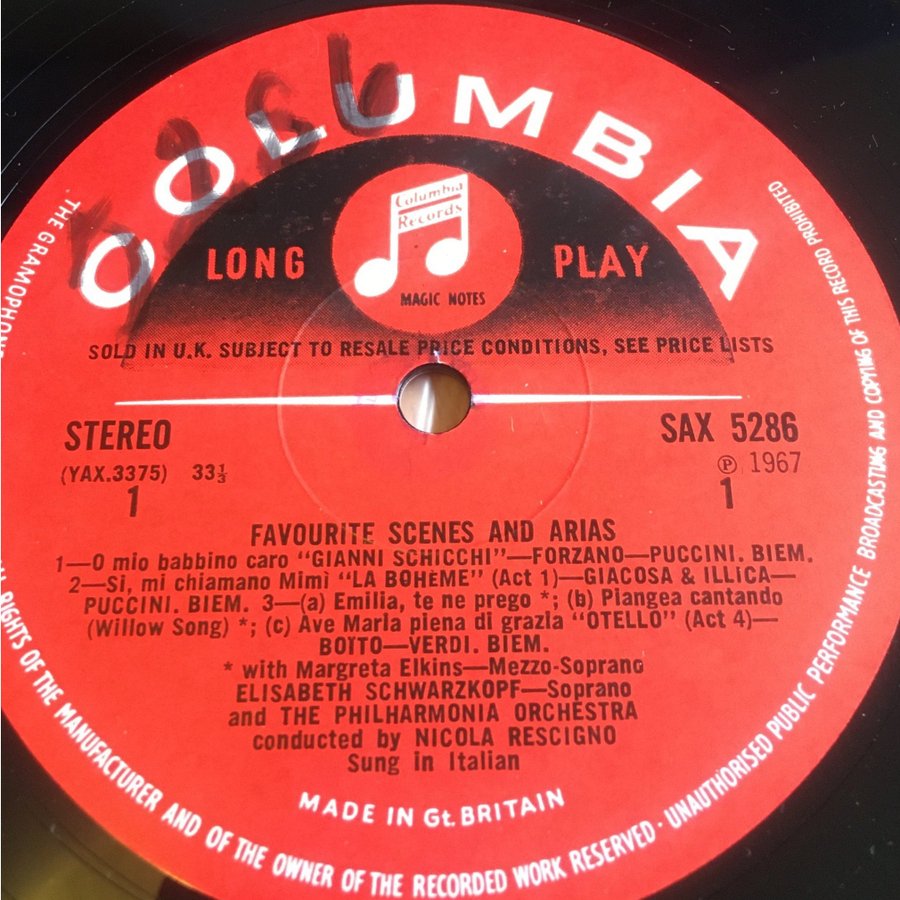 COLUMBIA
Columbia
Records
LONG PLAY
MAGIC NOTES
SOLD IN U.K. SUBJECT TO RESALE PRICE CONDITIONS, SEE PRICE LISTS
STEREO SAX 5286
(YAX.3375) 33⅓ ℗ 1967
1 1
FAVOURITE SCENES AND ARIAS
1—O mio babbino caro "GIANNI SCHICCHI"—FORZANO—PUCCINI. BIEM.
2—Si, mi chiamano Mimì "LA BOHEME" (Act 1)—GIACOSA & ILLICA—
PUCCINI. BIEM. 3—(a) Emilia, te ne prego *; (b) Piangea cantando
(Willow Song) *; (c) Ave Maria piena di grazia "OTELLO" (Act 4)—
BOÏTO—VERDI. BIEM.
* with Margreta Elkins—Mezzo-Soprano
ELISABETH SCHWARZKOPF—Soprano
and THE PHILHARMONIA ORCHESTRA
conducted by NICOLA RESCIGNO
Sung in Italian
MADE IN Gt. BRITAIN
THE GRAMOPHONE
RIGHTS OF THE MANUFACTURER AND OF THE OWNER OF THE RECORDED WORK RESERVED · UNAUTHORISED PUBLIC PERFORMANCE BROADCASTING AND COPYING OF THIS RECORD PROHIBITED